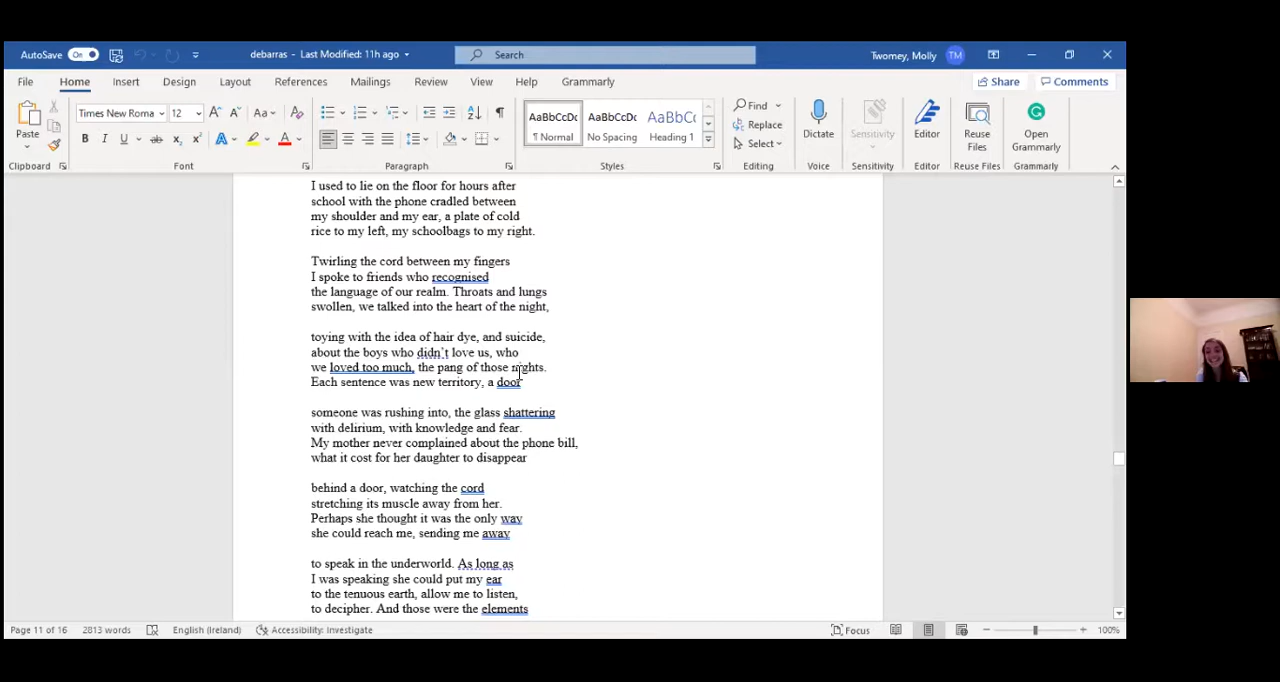 AutoSave On debarras - Last Modified: 11h ago Search Twomey, Molly TM
File Home Insert Design Layout References Mailings Review View Help Grammarly Share Comments
Times New Roma 12 Aa
AaBbCcDc AaBbCcDc AaBbCc
Find
Replace
Select
Paste
B I U ab x₂ x² A A
¶ Normal No Spacing Heading 1
Dictate Sensitivity Editor Reuse Files Open Grammarly
Clipboard Font Paragraph Styles Editing Voice Sensitivity Editor Reuse Files Grammarly
I used to lie on the floor for hours after
school with the phone cradled between
my shoulder and my ear, a plate of cold
rice to my left, my schoolbags to my right.
Twirling the cord between my fingers
I spoke to friends who recognised
the language of our realm. Throats and lungs
swollen, we talked into the heart of the night,
toying with the idea of hair dye, and suicide,
about the boys who didn't love us, who
we loved too much, the pang of those nights.
Each sentence was new territory, a door
someone was rushing into, the glass shattering
with delirium, with knowledge and fear.
My mother never complained about the phone bill,
what it cost for her daughter to disappear
behind a door, watching the cord
stretching its muscle away from her.
Perhaps she thought it was the only way
she could reach me, sending me away
to speak in the underworld. As long as
I was speaking she could put my ear
to the tenuous earth, allow me to listen,
to decipher. And those were the elements
Page 11 of 16 2813 words English (Ireland) Accessibility: Investigate Focus 100%